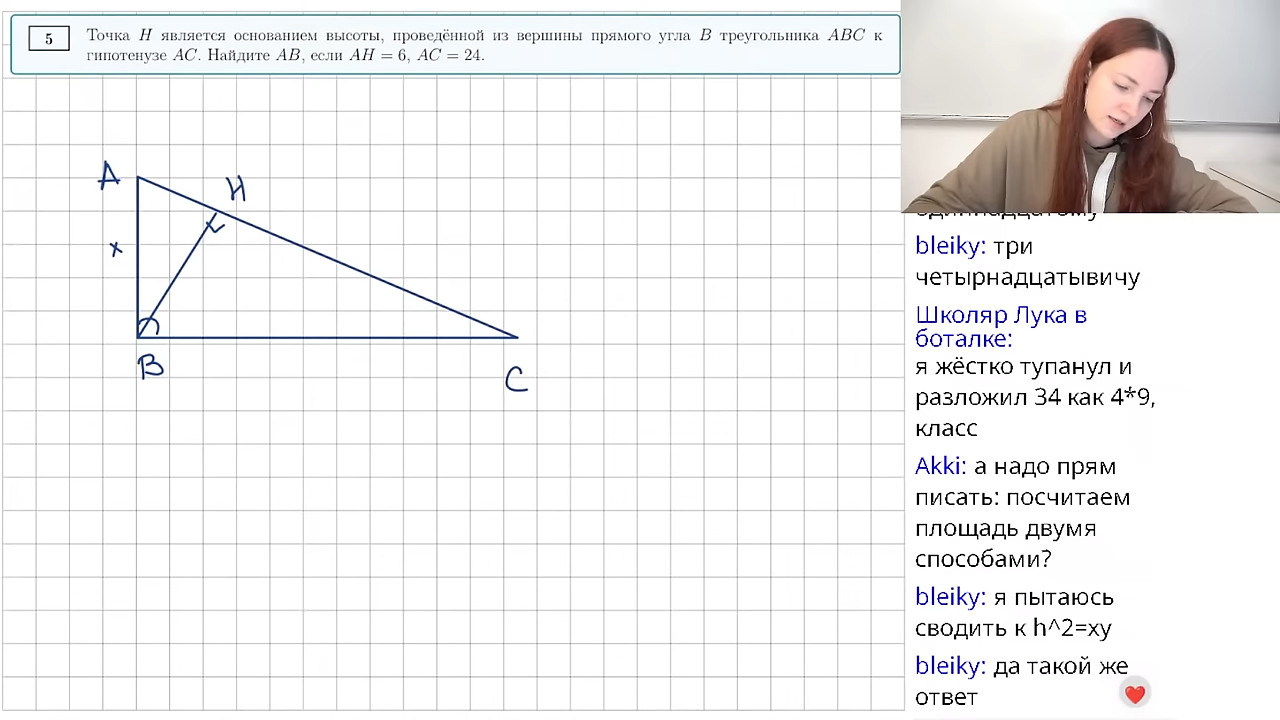 5
Точка H является основанием высоты, проведённой из вершины прямого угла B треугольника ABC к
гипотенузе AC. Найдите AB, если AH = 6, AC = 24.
A
H
x
B
C
bleiky: три
четырнадцатывичу
Школяр Лука в
боталке:
я жёстко тупанул и
разложил 34 как 4*9,
класс
Akki: а надо прям
писать: посчитаем
площадь двумя
способами?
bleiky: я пытаюсь
сводить к h^2=xy
bleiky: да такой же
ответ